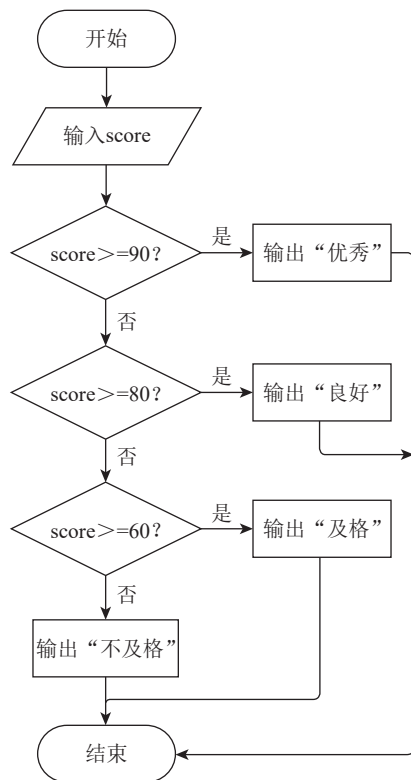 开始
输入score
score＞=90？
是
输出“优秀”
否
score＞=80？
是
输出“良好”
否
score＞=60？
是
输出“及格”
否
输出“不及格”
结束